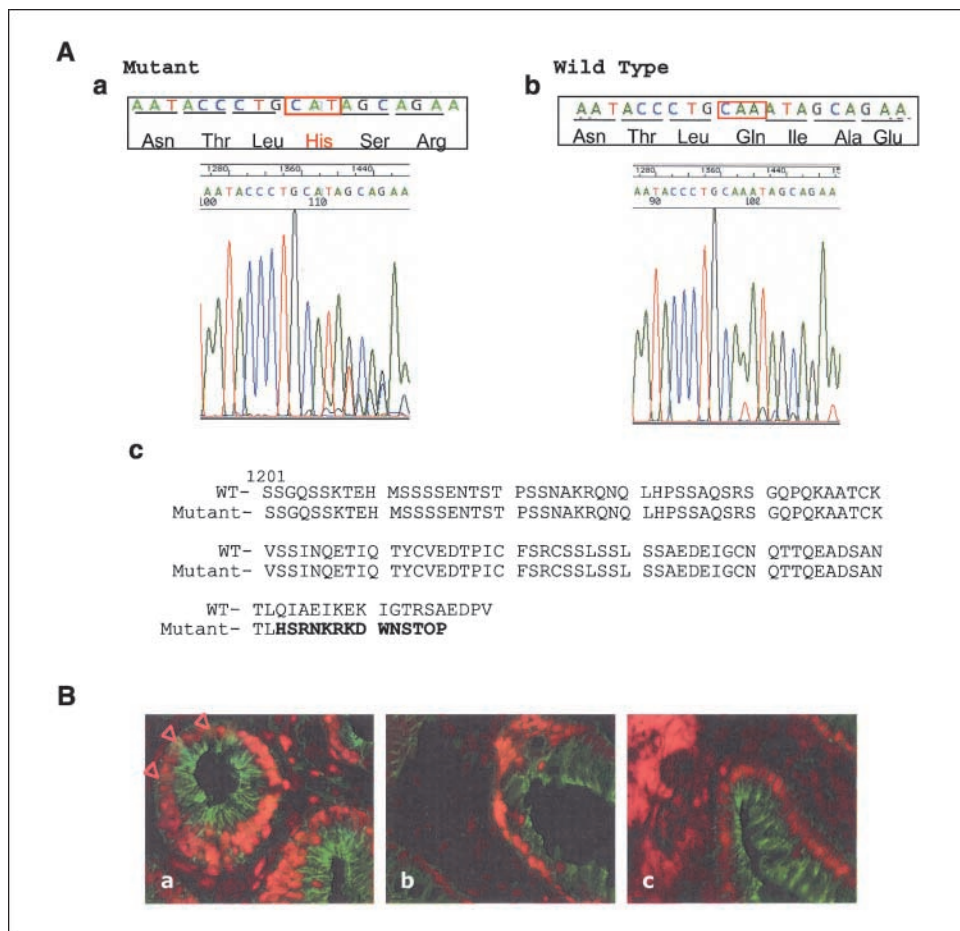 A
Mutant
a
AATACCCTGCATAGCAGAA
Asn Thr Leu His Ser Arg
1280 1360 1440
AATACCCTGCATAGCAGAA
100 110
Wild Type
b
AATACCCTGCAAATAGCAGAA
Asn Thr Leu Gln Ile Ala Glu
1280 1360 1440
AATACCCTGCAAATAGCAGAA
90 100
c
1201
WT- SSGQSSKTEH MSSSSENTST PSSNAKRQNQ LHPSSAQSRS GQPQKAATCK
Mutant- SSGQSSKTEH MSSSSENTST PSSNAKRQNQ LHPSSAQSRS GQPQKAATCK
WT- VSSINQETIQ TYCVEDTPIC FSRCSSLSSL SSAEDEIGCN QTTQEADSAN
Mutant- VSSINQETIQ TYCVEDTPIC FSRCSSLSSL SSAEDEIGCN QTTQEADSAN
WT- TLQIAEIKEK IGTRSAEDPV
Mutant- TLHSRNKRKD WNSTOP
B
a
b
c